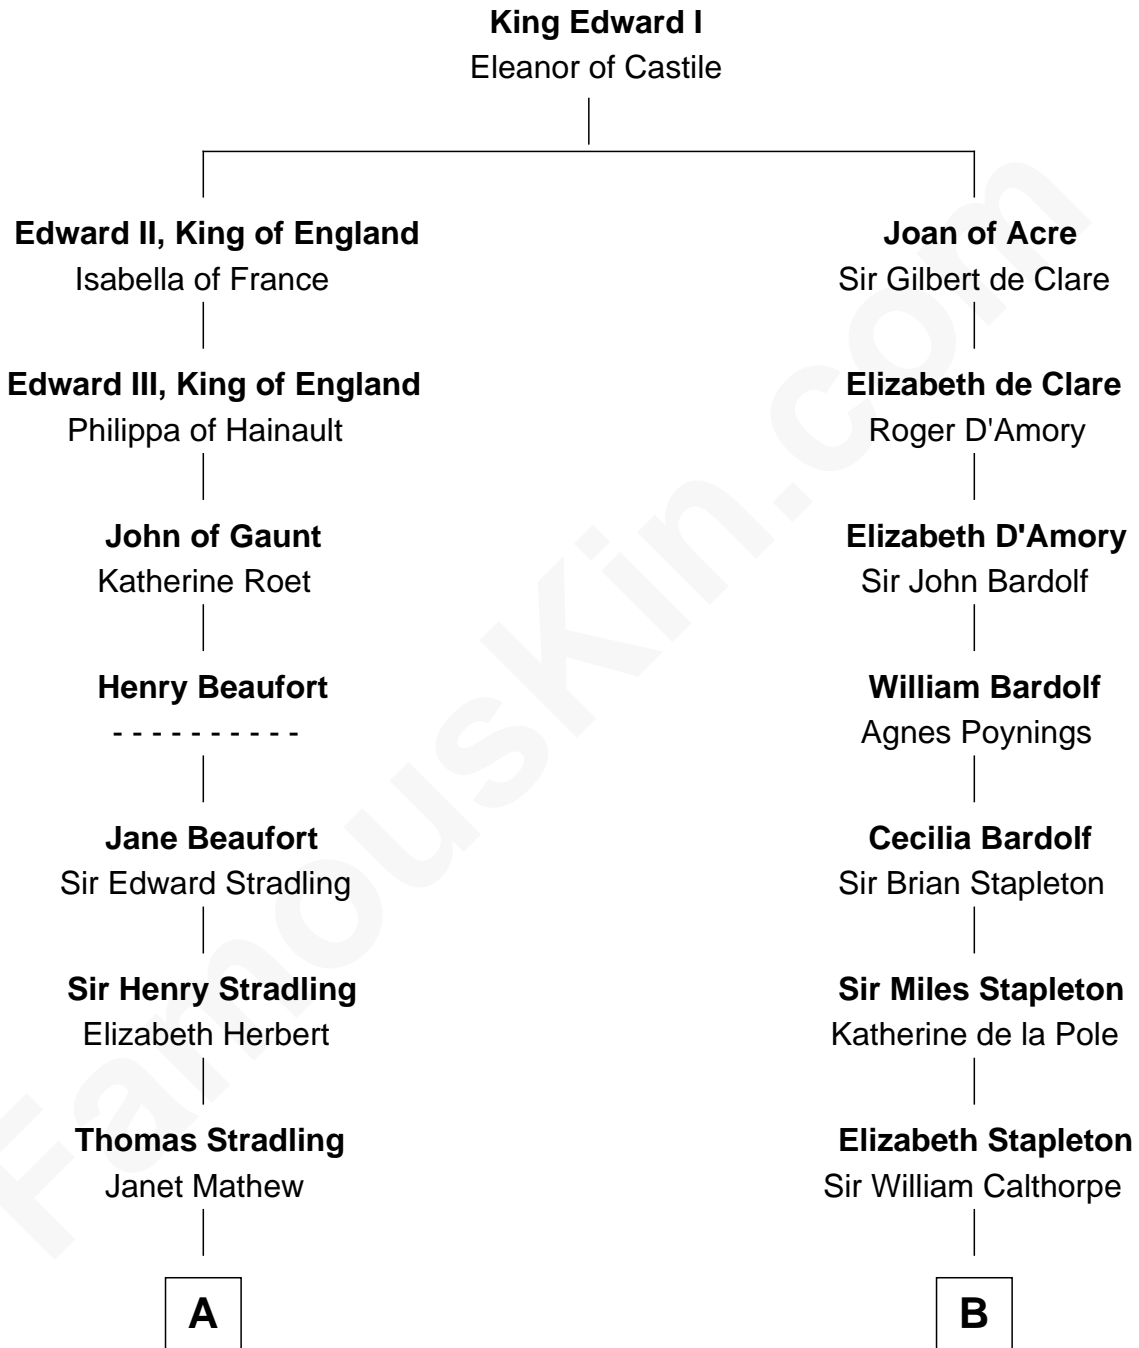 King Edward I
Eleanor of Castile
Edward II, King of England
Isabella of France
Joan of Acre
Sir Gilbert de Clare
Edward III, King of England
Philippa of Hainault
Elizabeth de Clare
Roger D'Amory
John of Gaunt
Katherine Roet
Elizabeth D'Amory
Sir John Bardolf
Henry Beaufort
- - - - - - - - - -
William Bardolf
Agnes Poynings
Jane Beaufort
Sir Edward Stradling
Cecilia Bardolf
Sir Brian Stapleton
Sir Henry Stradling
Elizabeth Herbert
Sir Miles Stapleton
Katherine de la Pole
Thomas Stradling
Janet Mathew
Elizabeth Stapleton
Sir William Calthorpe
A
B
FamousKin.com